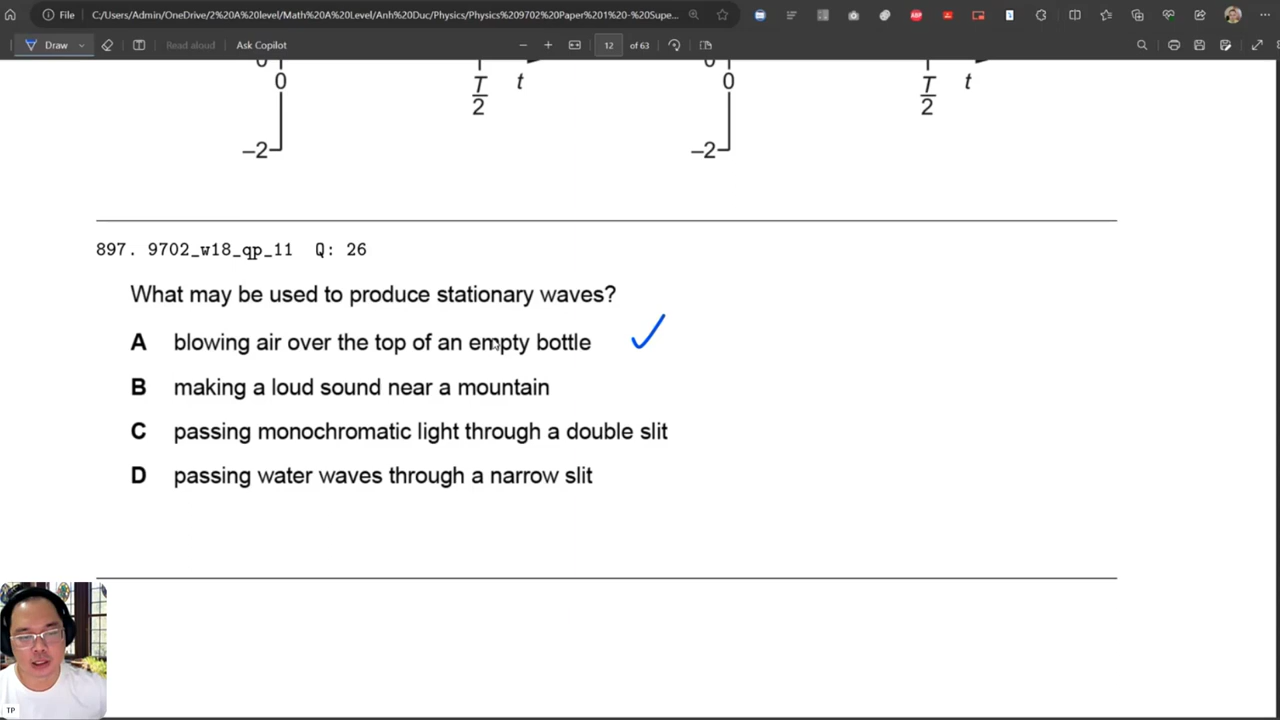 File
C:/Users/Admin/OneDrive/2%20A%20level/Math%20A%20Level/Anh%20Duc/Physics/Physics%209702%20Paper%201%20-%20Supe...
Draw
Read aloud
Ask Copilot
12 of 63
0 0
0 T/2 t 0 T/2 t
–2 –2
897. 9702_w18_qp_11 Q: 26
What may be used to produce stationary waves?
A blowing air over the top of an empty bottle
B making a loud sound near a mountain
C passing monochromatic light through a double slit
D passing water waves through a narrow slit
TP